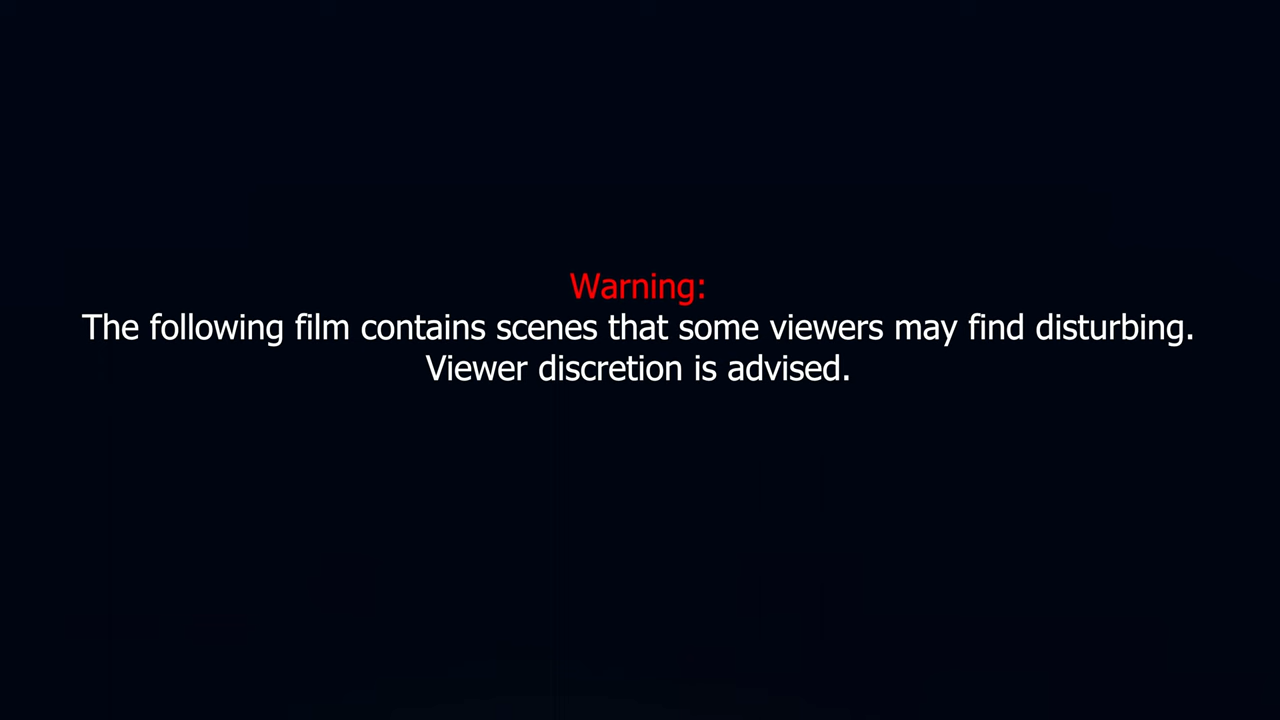 Warning:
The following film contains scenes that some viewers may find disturbing.
Viewer discretion is advised.